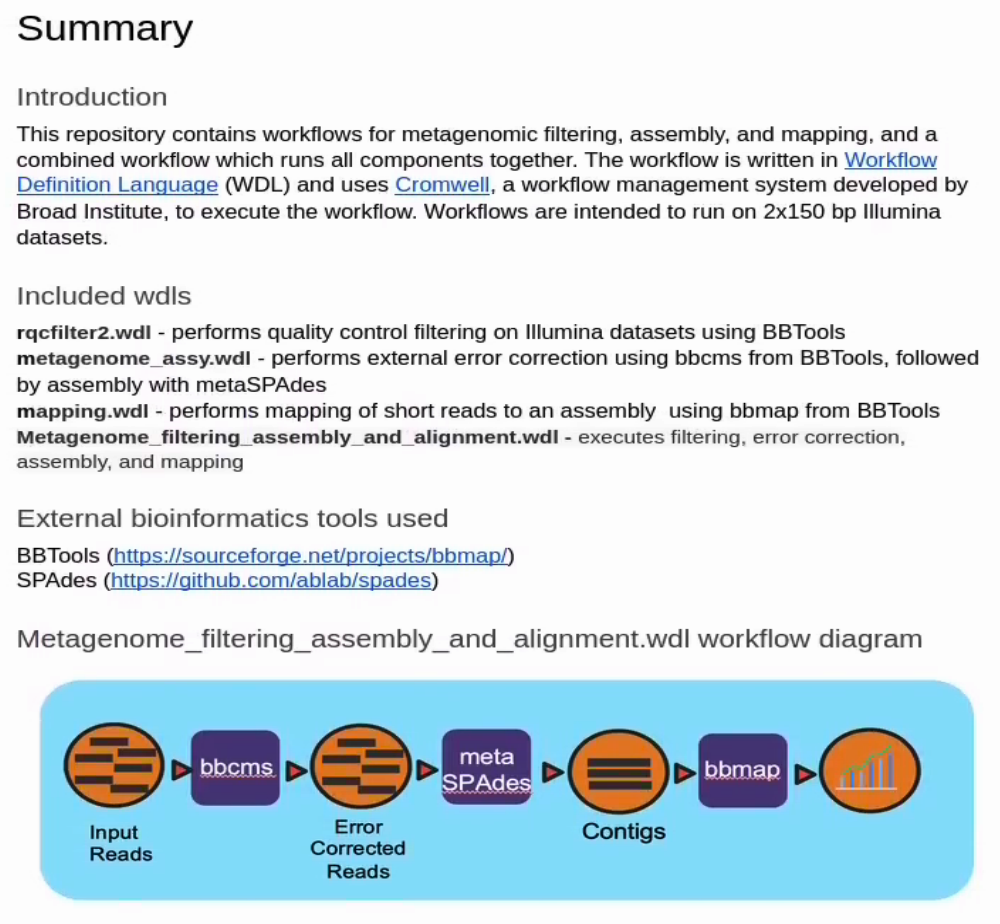 Summary
Introduction
This repository contains workflows for metagenomic filtering, assembly, and mapping, and a
combined workflow which runs all components together. The workflow is written in Workflow
Definition Language (WDL) and uses Cromwell, a workflow management system developed by
Broad Institute, to execute the workflow. Workflows are intended to run on 2x150 bp Illumina
datasets.
Included wdls
rqcfilter2.wdl - performs quality control filtering on Illumina datasets using BBTools
metagenome_assy.wdl - performs external error correction using bbcms from BBTools, followed
by assembly with metaSPAdes
mapping.wdl - performs mapping of short reads to an assembly  using bbmap from BBTools
Metagenome_filtering_assembly_and_alignment.wdl - executes filtering, error correction,
assembly, and mapping
External bioinformatics tools used
BBTools (https://sourceforge.net/projects/bbmap/)
SPAdes (https://github.com/ablab/spades)
Metagenome_filtering_assembly_and_alignment.wdl workflow diagram
Input
Reads
bbcms
Error
Corrected
Reads
meta
SPAdes
Contigs
bbmap